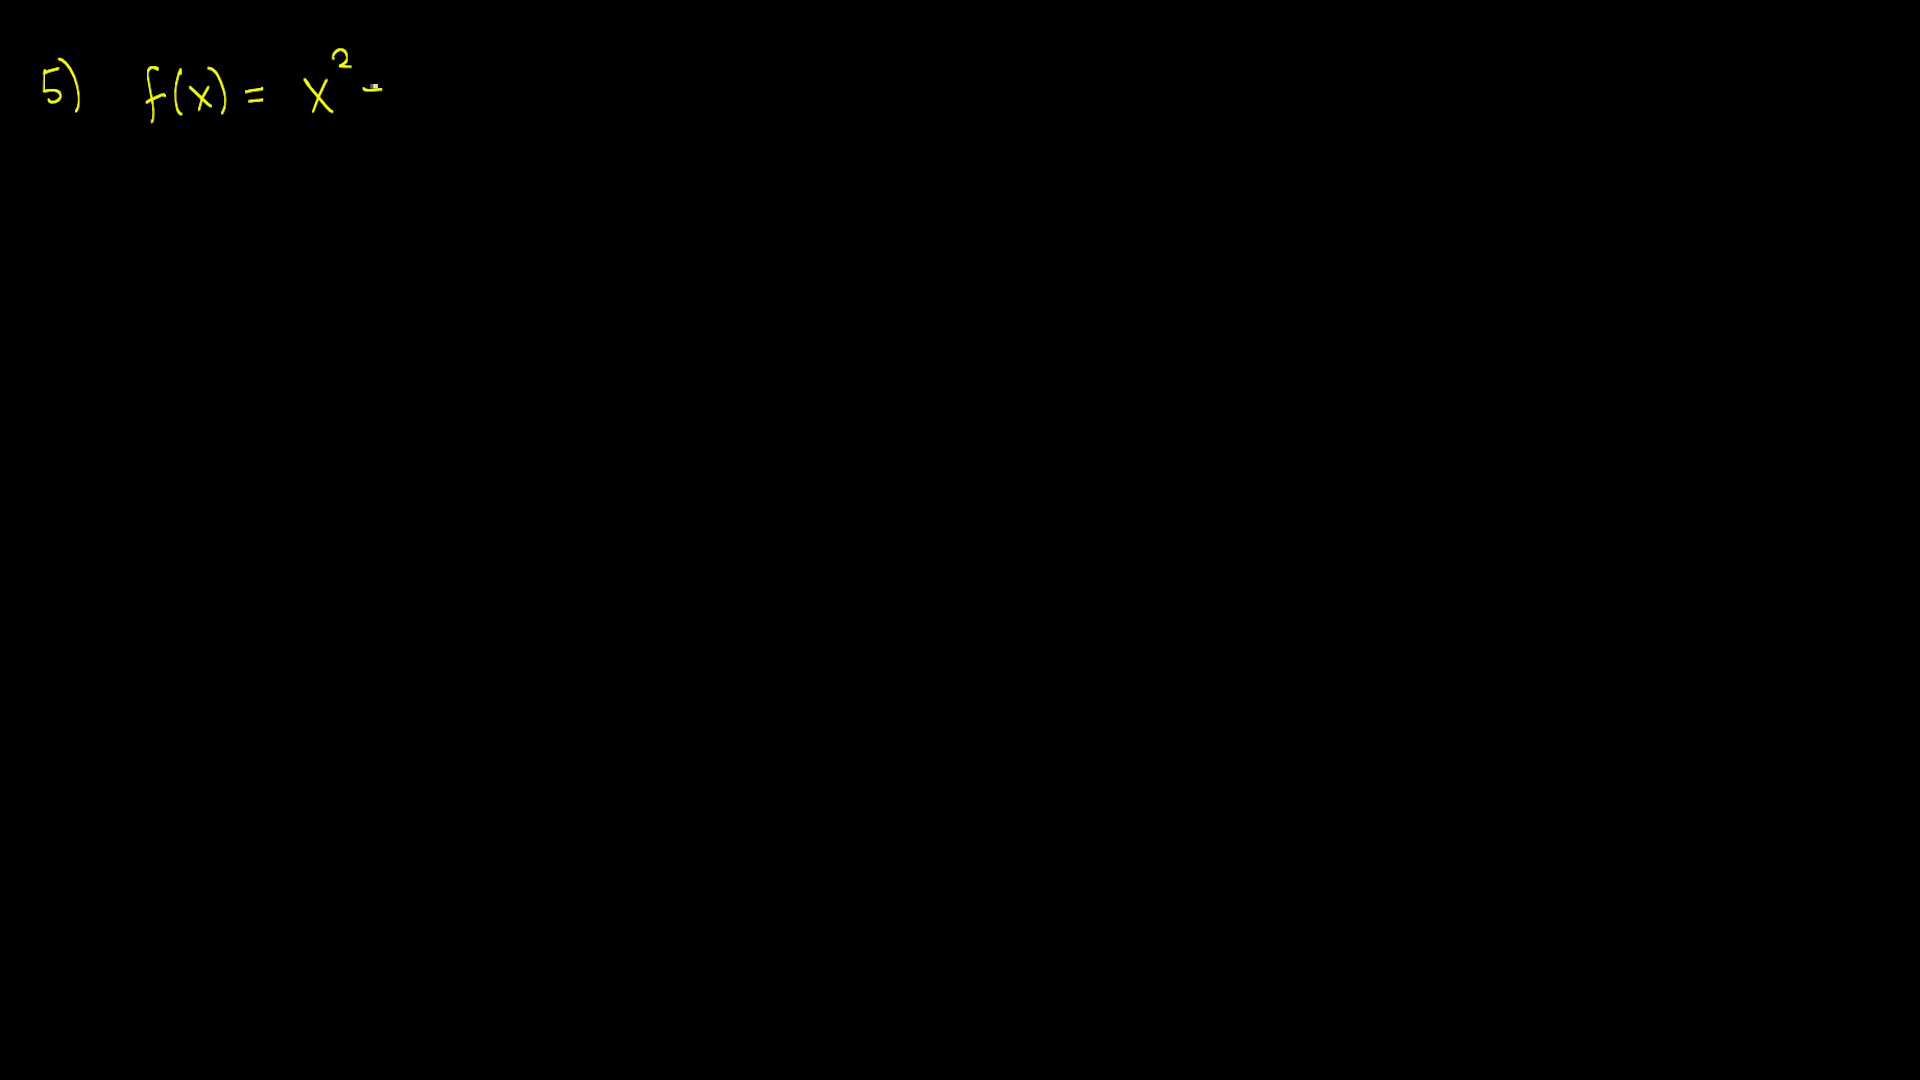 5) f(x) = x² -